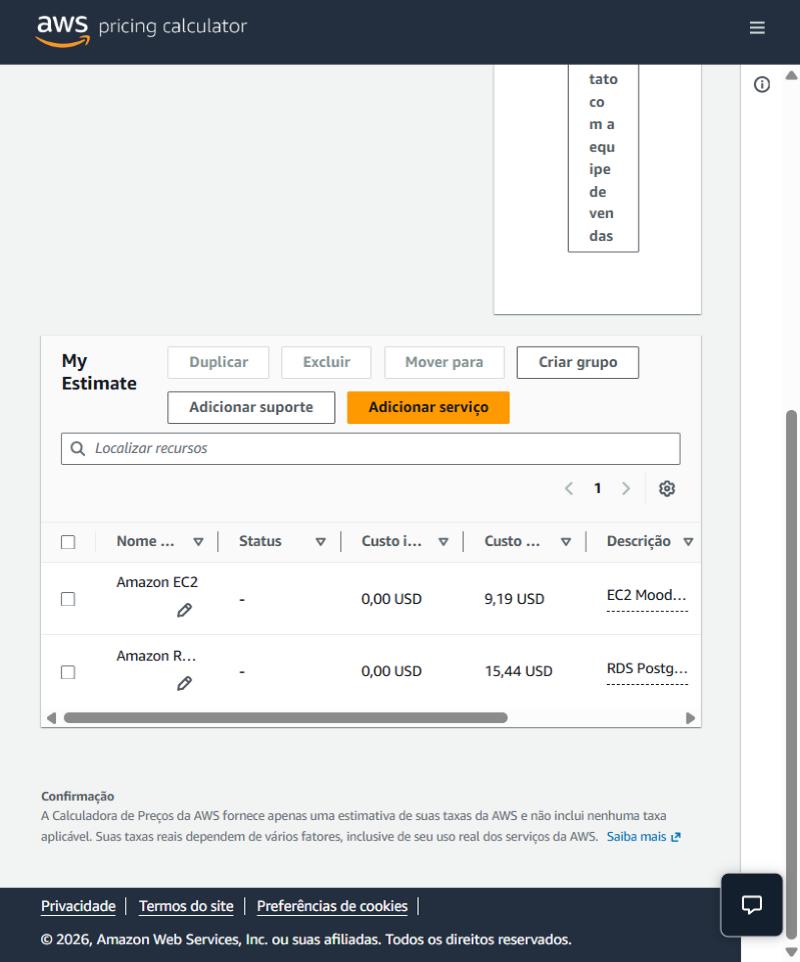 aws pricing calculator
tato
co
m a
equ
ipe
de
ven
das
My
Estimate
Duplicar
Excluir
Mover para
Criar grupo
Adicionar suporte
Adicionar serviço
Localizar recursos
1
Nome ...
Status
Custo i...
Custo ...
Descrição
Amazon EC2
-
0,00 USD
9,19 USD
EC2 Mood...
Amazon R...
-
0,00 USD
15,44 USD
RDS Postg...
Confirmação
A Calculadora de Preços da AWS fornece apenas uma estimativa de suas taxas da AWS e não inclui nenhuma taxa
aplicável. Suas taxas reais dependem de vários fatores, inclusive de seu uso real dos serviços da AWS. Saiba mais
Privacidade | Termos do site | Preferências de cookies |
© 2026, Amazon Web Services, Inc. ou suas afiliadas. Todos os direitos reservados.